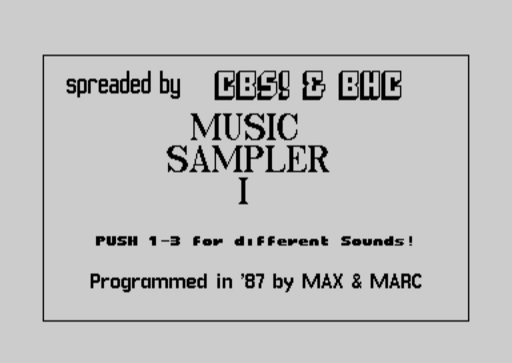 spreaded by CBS! & BHC
MUSIC
SAMPLER
I
PUSH 1-3 for different Sounds!
Programmed in '87 by MAX & MARC